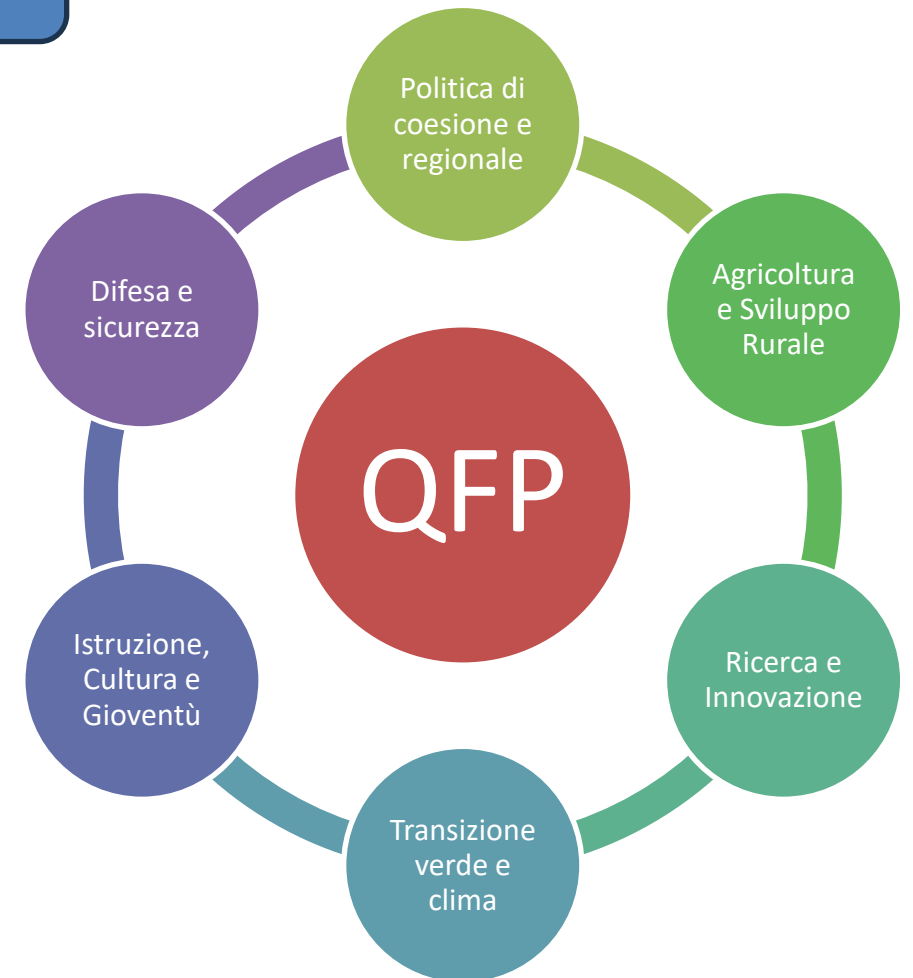 Politica di
coesione e
regionale
Agricoltura
e Sviluppo
Rurale
Ricerca e
Innovazione
Transizione
verde e
clima
Istruzione,
Cultura e
Gioventù
Difesa e
sicurezza
QFP